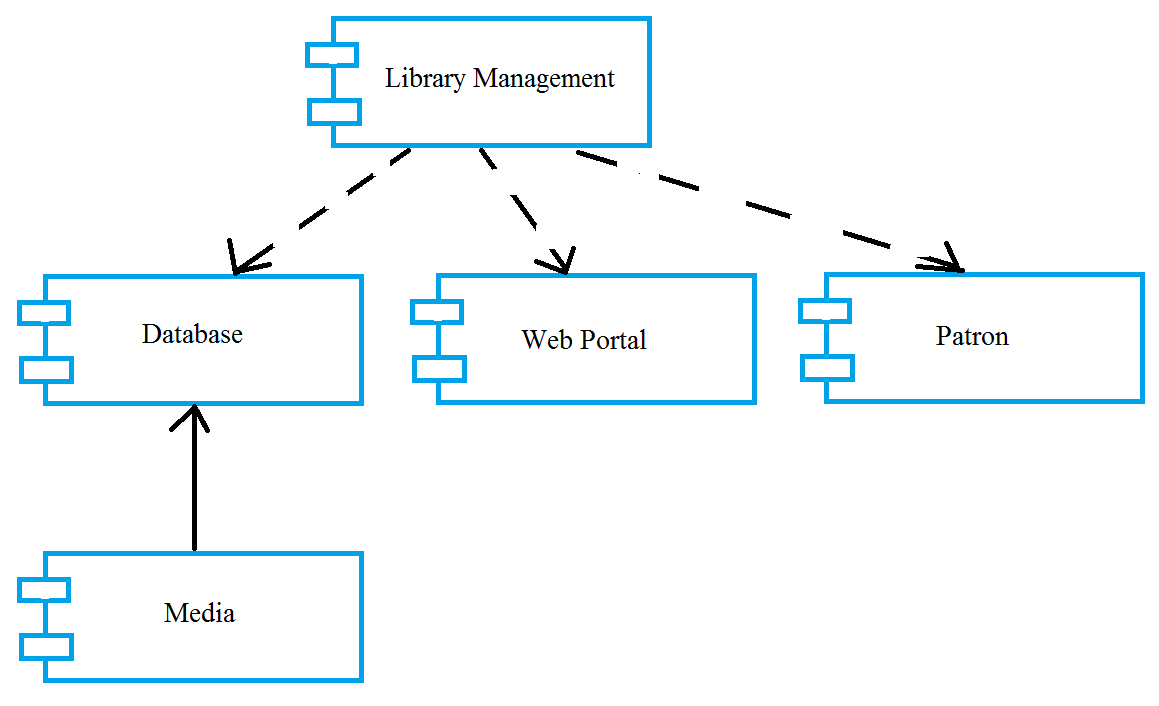 Library Management
Database
Web Portal
Patron
Media